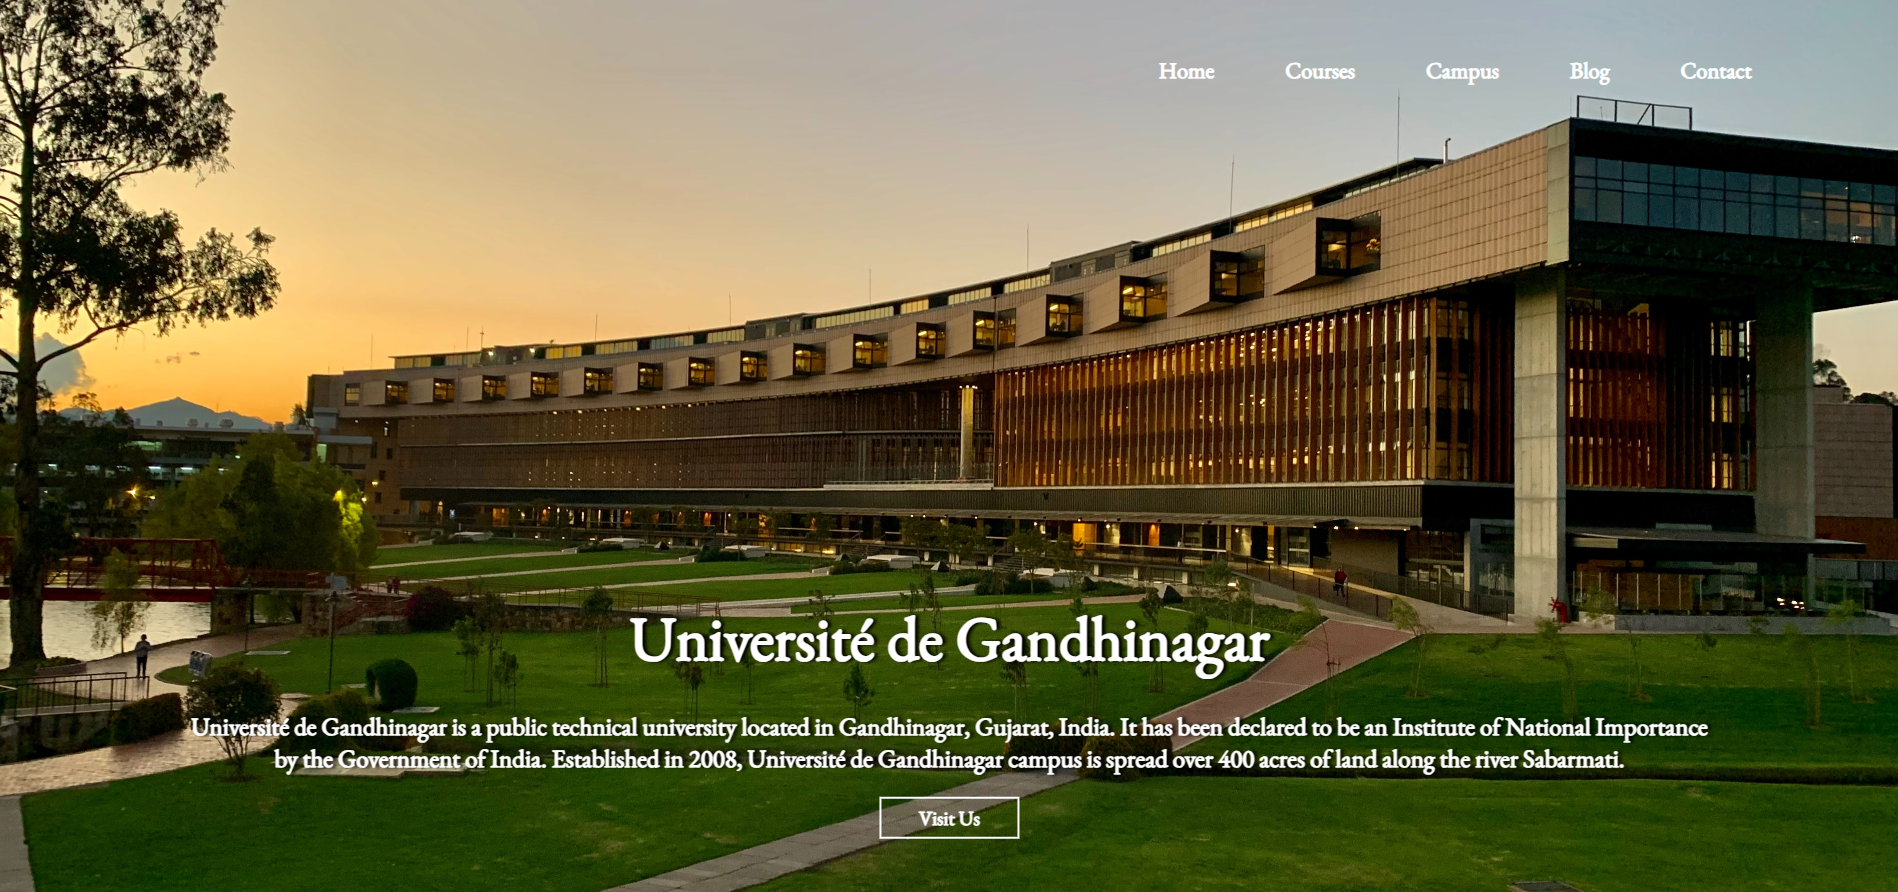 Home Courses Campus Blog Contact
Université de Gandhinagar
Université de Gandhinagar is a public technical university located in Gandhinagar, Gujarat, India. It has been declared to be an Institute of National Importance
by the Government of India. Established in 2008, Université de Gandhinagar campus is spread over 400 acres of land along the river Sabarmati.
Visit Us